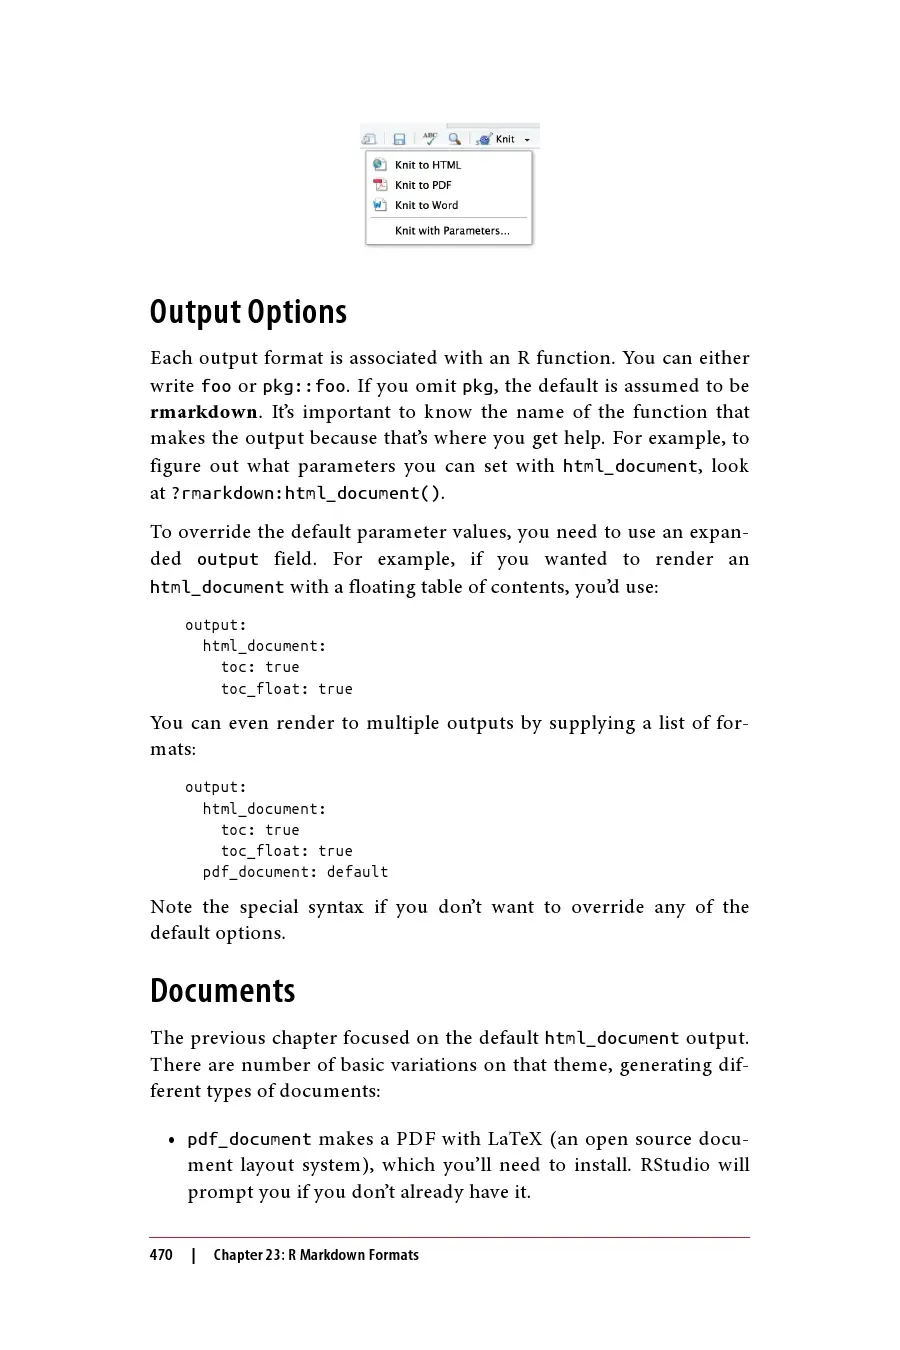 ABC
Knit
Knit to HTML
Knit to PDF
Knit to Word
Knit with Parameters...
Output Options
Each output format is associated with an R function. You can either
write foo or pkg::foo. If you omit pkg, the default is assumed to be
rmarkdown. It’s important to know the name of the function that
makes the output because that’s where you get help. For example, to
figure out what parameters you can set with html_document, look
at ?rmarkdown:html_document().
To override the default parameter values, you need to use an expan-
ded output field. For example, if you wanted to render an
html_document with a floating table of contents, you’d use:
output:
  html_document:
    toc: true
    toc_float: true
You can even render to multiple outputs by supplying a list of for-
mats:
output:
  html_document:
    toc: true
    toc_float: true
  pdf_document: default
Note the special syntax if you don’t want to override any of the
default options.
Documents
The previous chapter focused on the default html_document output.
There are number of basic variations on that theme, generating dif-
ferent types of documents:
• pdf_document makes a PDF with LaTeX (an open source docu-
ment layout system), which you’ll need to install. RStudio will
prompt you if you don’t already have it.
470 | Chapter 23: R Markdown Formats